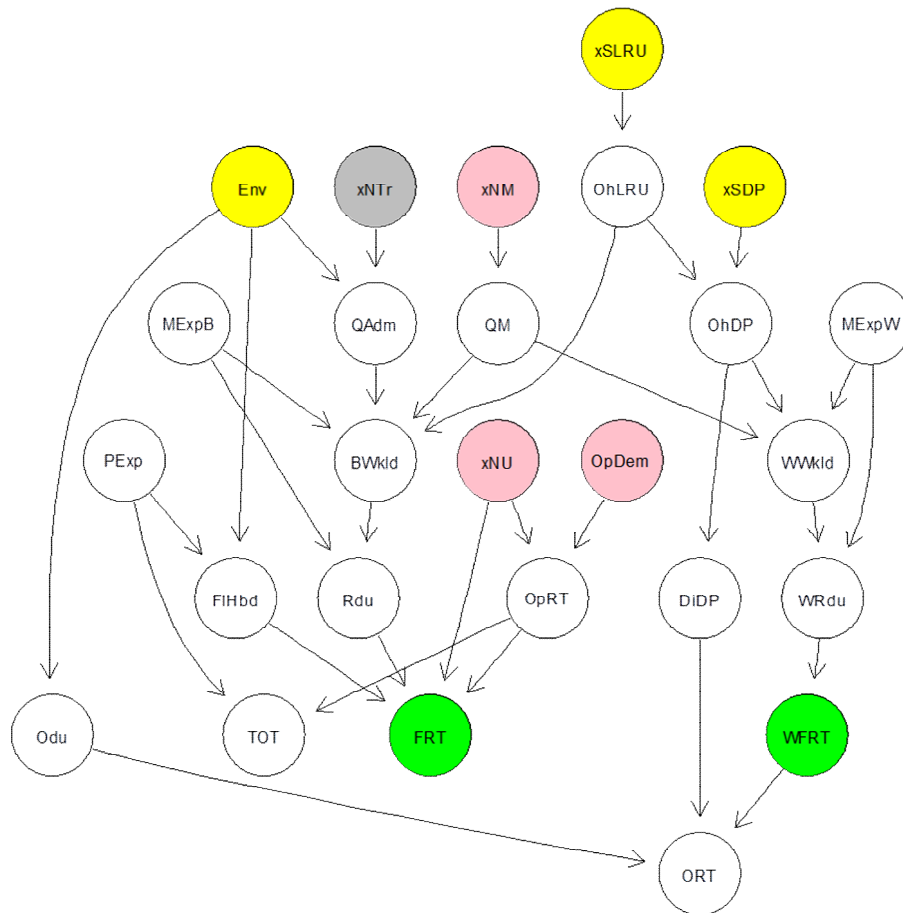 xSLRU
Env
xNTr
xNM
OhLRU
xSDP
MExpB
QAdm
QM
OhDP
MExpW
PExp
BWkld
xNU
OpDem
WWkld
FlHbd
Rdu
OpRT
DiDP
WRdu
Odu
TOT
FRT
WFRT
ORT